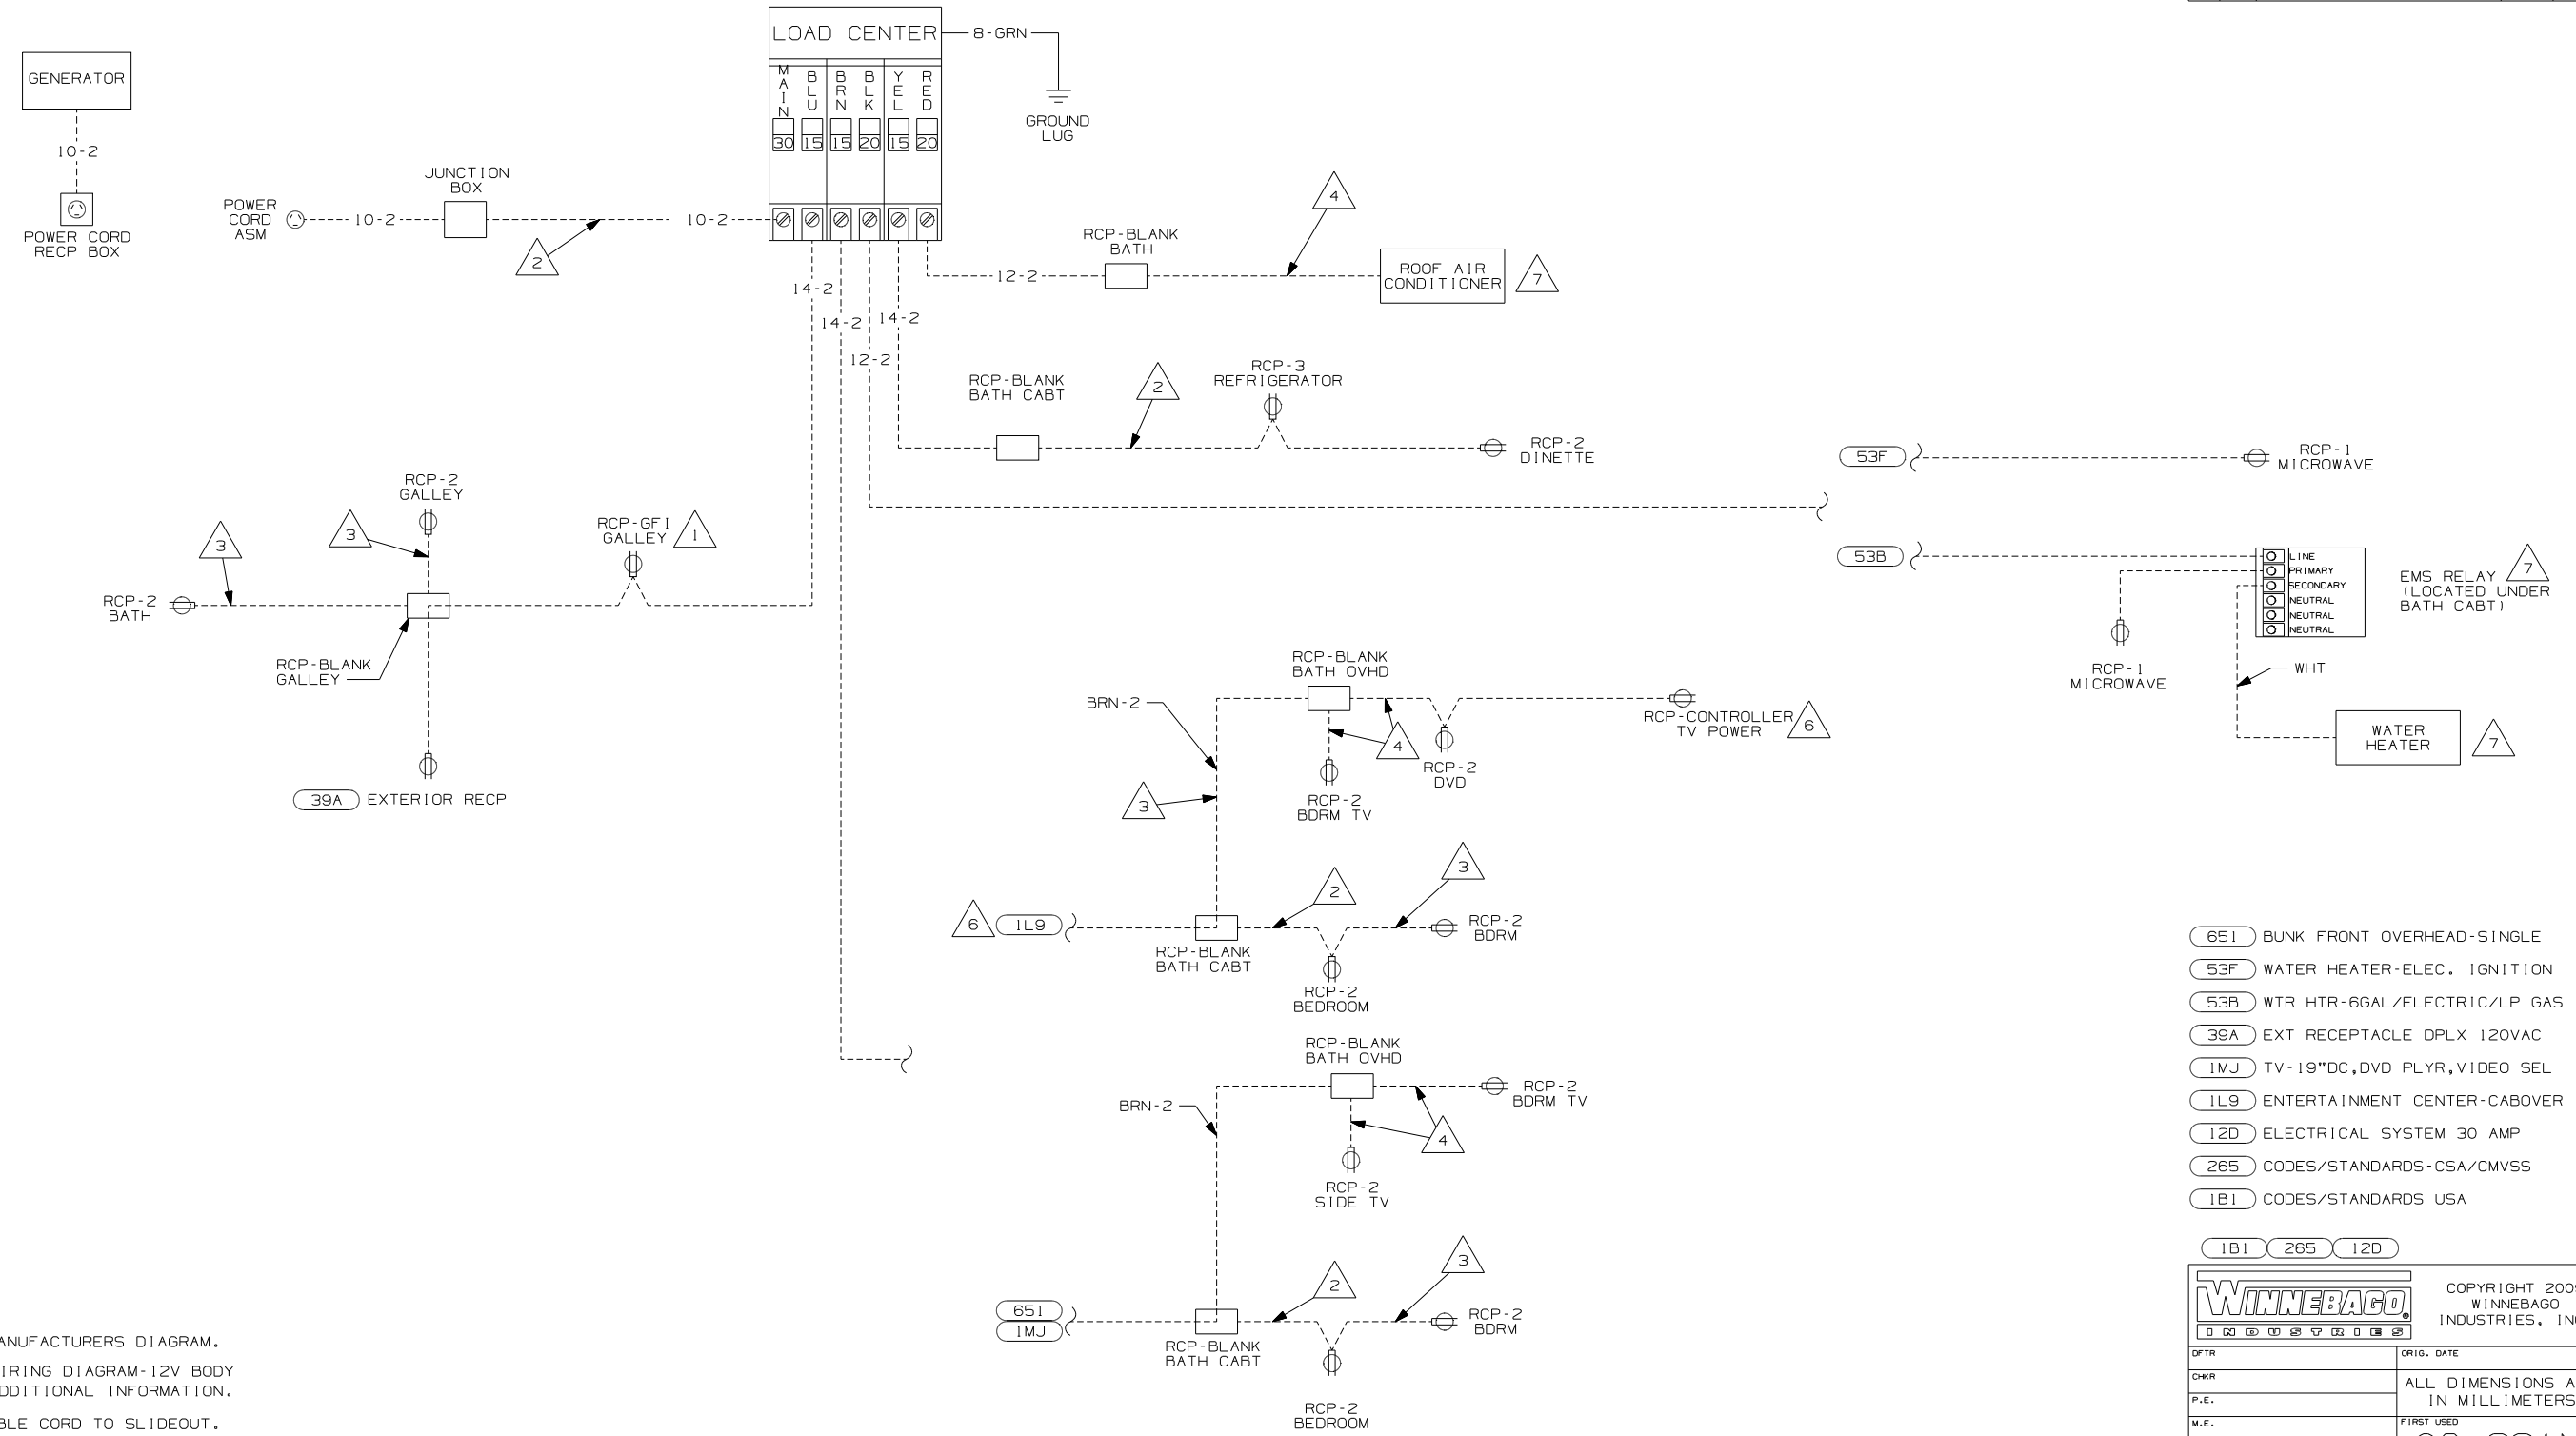 LOAD CENTER
8-GRN
GROUND
LUG
MAIN
BLU
BRN
BLK
YEL
RED
30
15
15
20
15
20
GENERATOR
10-2
POWER CORD
RECP BOX
POWER
CORD
ASM
10-2
JUNCTION
BOX
10-2
2
14-2
14-2
14-2
12-2
12-2
RCP-BLANK
BATH
4
ROOF AIR
CONDITIONER
7
RCP-BLANK
BATH CABT
2
RCP-3
REFRIGERATOR
RCP-2
DINETTE
53F
RCP-1
MICROWAVE
53B
LINE
PRIMARY
SECONDARY
NEUTRAL
NEUTRAL
NEUTRAL
EMS RELAY
(LOCATED UNDER
BATH CABT)
7
RCP-1
MICROWAVE
WHT
WATER
HEATER
7
RCP-2
GALLEY
3
3
RCP-GFI
GALLEY
1
RCP-2
BATH
RCP-BLANK
GALLEY
39A EXTERIOR RECP
RCP-BLANK
BATH OVHD
BRN-2
RCP-CONTROLLER
TV POWER
6
4
RCP-2
DVD
RCP-2
BDRM TV
3
3
2
6
1L9
RCP-2
BDRM
RCP-BLANK
BATH CABT
RCP-2
BEDROOM
RCP-BLANK
BATH OVHD
BRN-2
RCP-2
BDRM TV
4
RCP-2
SIDE TV
3
2
651
1MJ
RCP-2
BDRM
RCP-BLANK
BATH CABT
RCP-2
BEDROOM
651 BUNK FRONT OVERHEAD-SINGLE
53F WATER HEATER-ELEC. IGNITION
53B WTR HTR-6GAL/ELECTRIC/LP GAS
39A EXT RECEPTACLE DPLX 120VAC
1MJ TV-19"DC,DVD PLYR,VIDEO SEL
1L9 ENTERTAINMENT CENTER-CABOVER
12D ELECTRICAL SYSTEM 30 AMP
265 CODES/STANDARDS-CSA/CMVSS
1B1 CODES/STANDARDS USA
1B1 265 12D
WINNEBAGO®
INDUSTRIES
COPYRIGHT 2009
WINNEBAGO
INDUSTRIES, INC
DFTR
ORIG. DATE
CHKR
ALL DIMENSIONS A
IN MILLIMETERS
P.E.
M.E.
FIRST USED
ANUFACTURERS DIAGRAM.
IRING DIAGRAM-12V BODY
DDITIONAL INFORMATION.
BLE CORD TO SLIDEOUT.